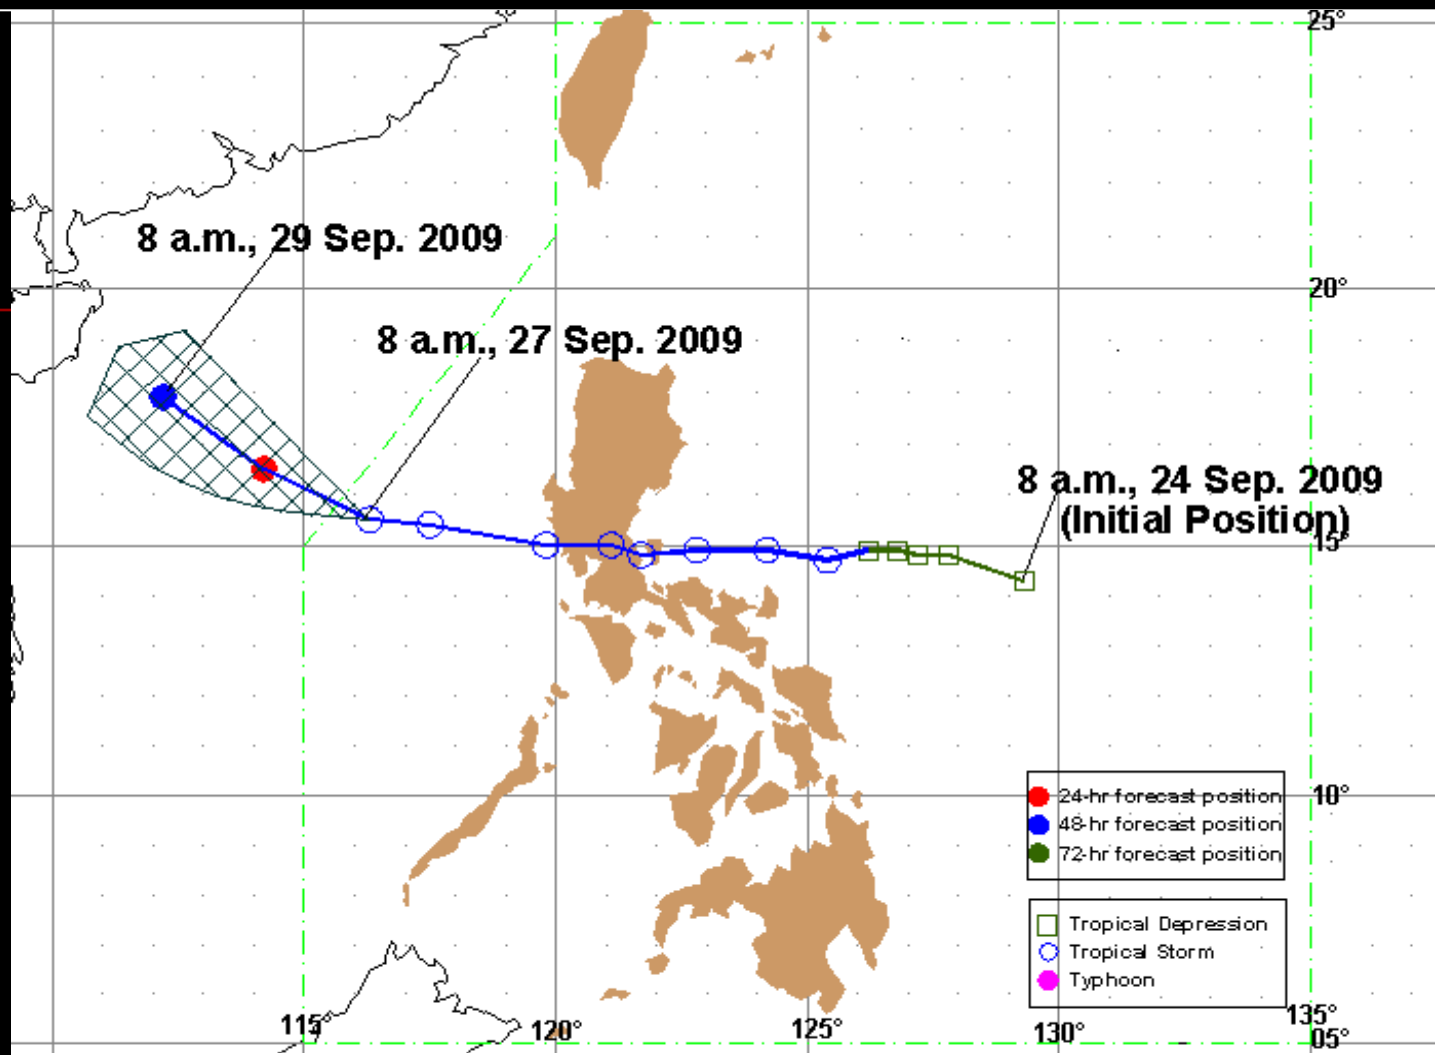 25°
8 a.m., 29 Sep. 2009
20°
8 a.m., 27 Sep. 2009
8 a.m., 24 Sep. 2009
(Initial Position)
15°
10°
24-hr forecast position
48-hr forecast position
72-hr forecast position
Tropical Depression
Tropical Storm
Typhoon
115
120°
125°
130°
135°
05°